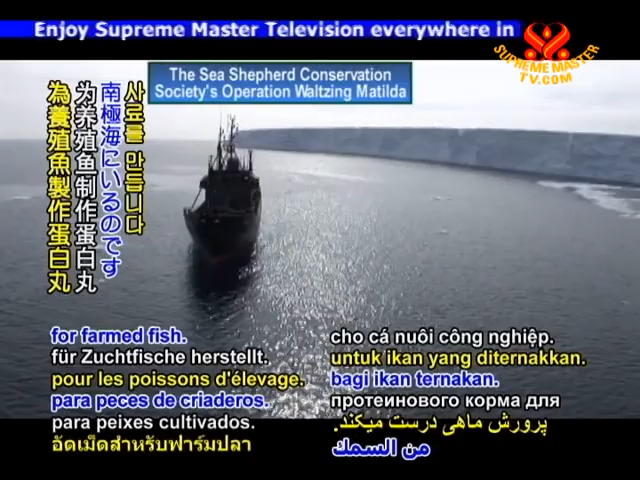 Enjoy Supreme Master Television everywhere in
SUPREME MASTER
TV.COM
The Sea Shepherd Conservation
Society's Operation Waltzing Matilda
사료를 만듭니다
南極海にいるのです
为养殖鱼制作蛋白丸
為養殖魚製作蛋白丸
for farmed fish.
für Zuchtfische herstellt.
pour les poissons d'élevage.
para peces de criaderos.
para peixes cultivados.
อัดเม็ดสำหรับฟาร์มปลา
cho cá nuôi công nghiệp.
untuk ikan yang diternakkan.
bagi ikan ternakan.
протеинового корма для
پرورش ماهی درست میکند.
من السمك